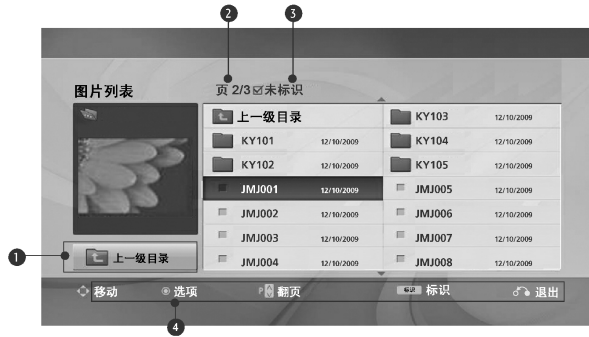 2 3
图片列表 页 2/3 未标识
上一级目录 KY103 12/10/2009
KY101 12/10/2009 KY104 12/10/2009
KY102 12/10/2009 KY105 12/10/2009
JMJ001 12/10/2009 JMJ005 12/10/2009
JMJ002 12/10/2009 JMJ006 12/10/2009
JMJ003 12/10/2009 JMJ007 12/10/2009
JMJ004 12/10/2009 JMJ008 12/10/2009
1 上一级目录
移动 选项 P 翻页 标识 标识 退出
4